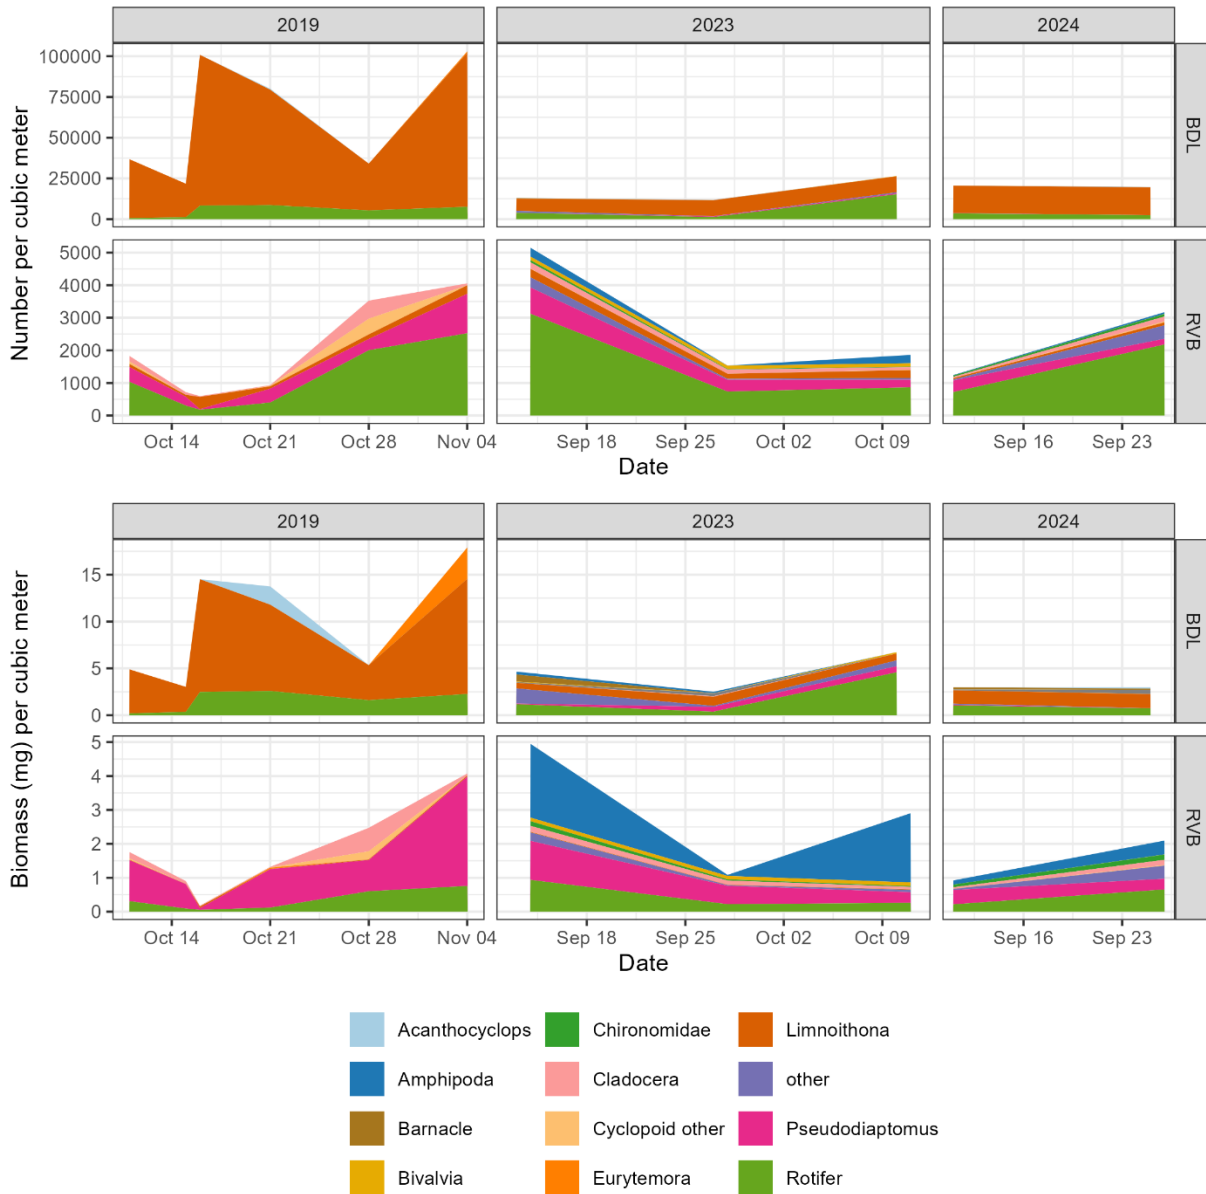 2019 2023 2024
Number per cubic meter
100000
75000
50000
25000
0
BDL
5000
4000
3000
2000
1000
0
RVB
Oct 14 Oct 21 Oct 28 Nov 04 Sep 18 Sep 25 Oct 02 Oct 09 Sep 16 Sep 23
Date
2019 2023 2024
Biomass (mg) per cubic meter
15
10
5
0
BDL
5
4
3
2
1
0
RVB
Oct 14 Oct 21 Oct 28 Nov 04 Sep 18 Sep 25 Oct 02 Oct 09 Sep 16 Sep 23
Date
Acanthocyclops Chironomidae Limnoithona
Amphipoda Cladocera other
Barnacle Cyclopoid other Pseudodiaptomus
Bivalvia Eurytemora Rotifer